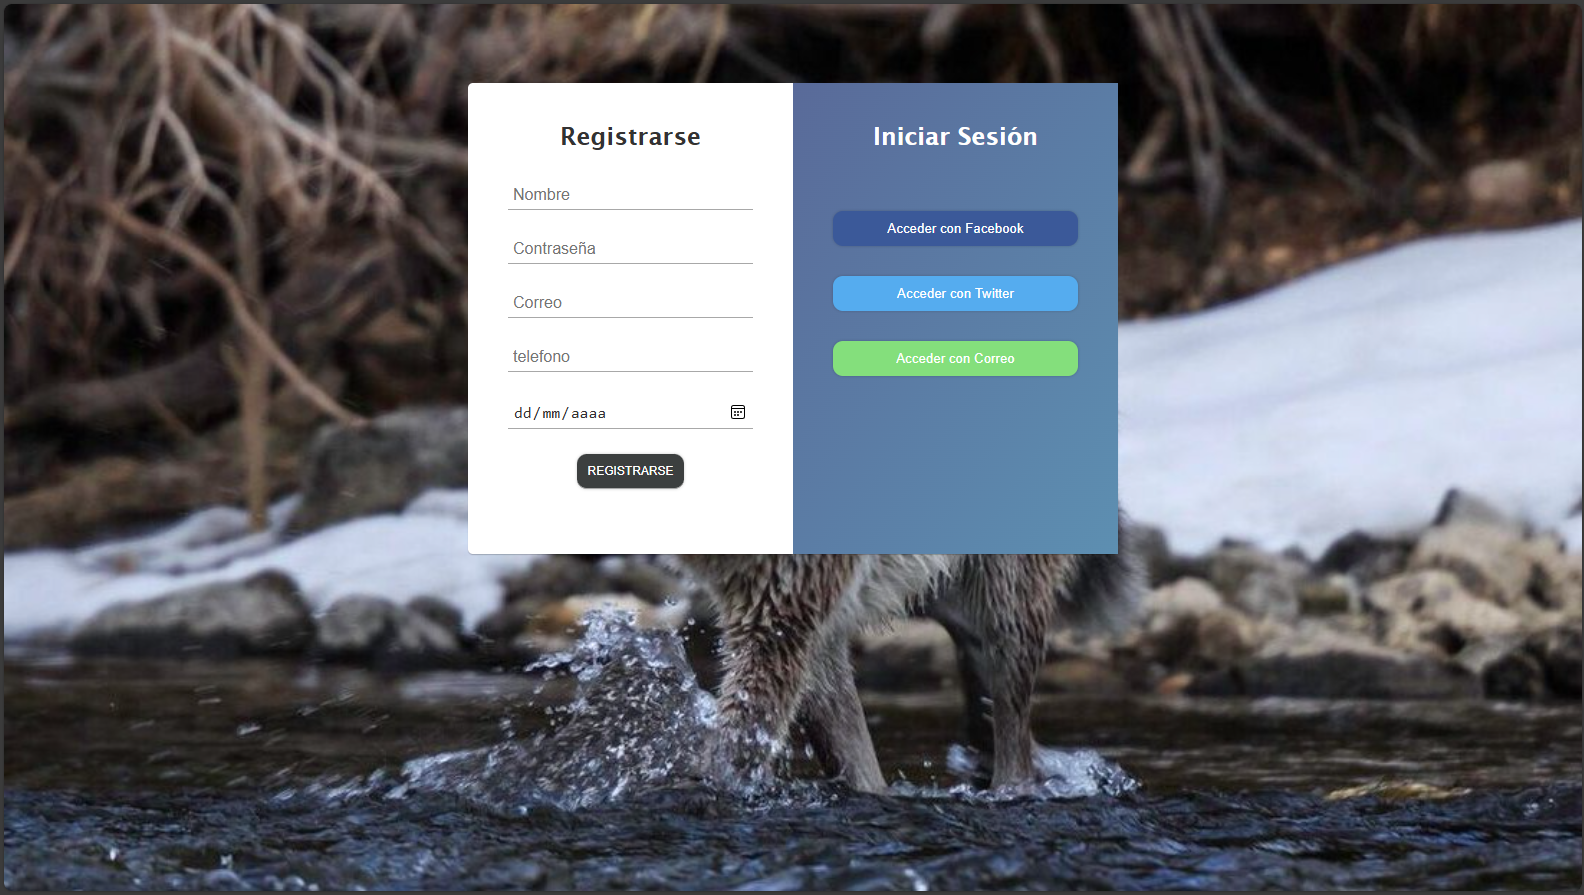 Registrarse
Nombre
Contraseña
Correo
telefono
dd/mm/aaaa
REGISTRARSE
Iniciar Sesión
Acceder con Facebook
Acceder con Twitter
Acceder con Correo